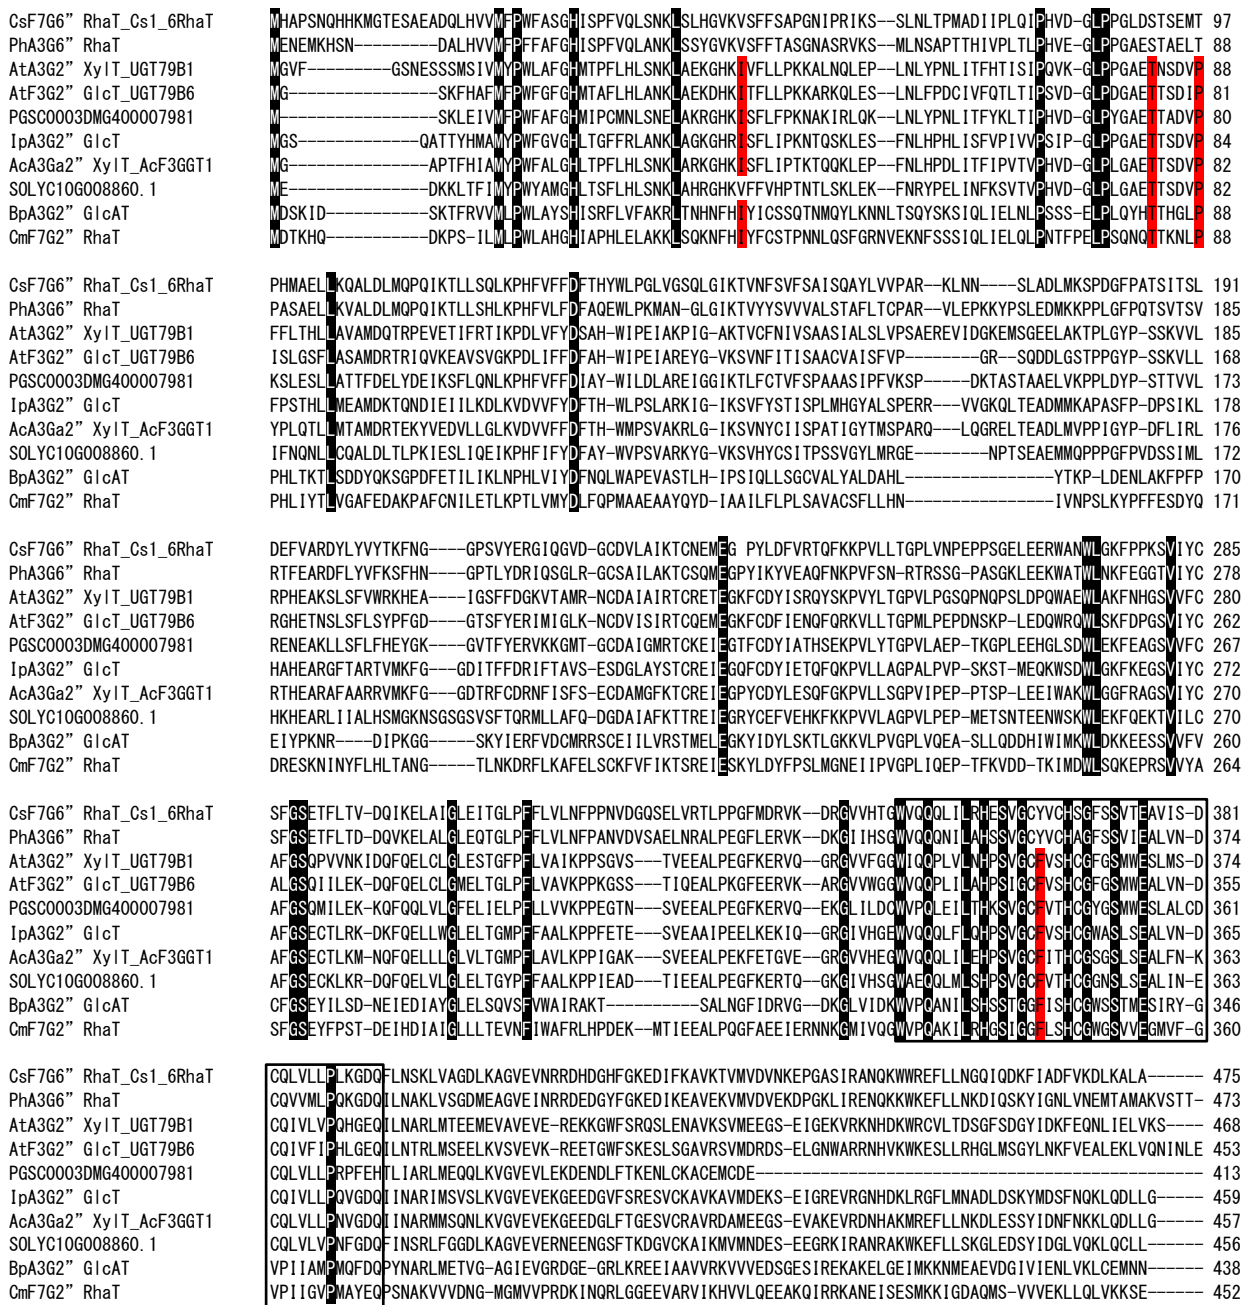 CsF7G6” RhaT_Cs1_6RhaT MHAPSNQHHKMGTESAEADQLHVVMFPWFASGHISPFVQLSNKLSLHGVKVSFFSAPGNIPRIKS--SLNLTPMADIIPLQIPHVD-GLPPGLDSTSEMT 97
PhA3G6” RhaT MENEMKHSN---------DALHVVMFPFFAFGHISPFVQLANKLSSYGVKVSFFTASGNASRVKS--MLNSAPTTHIVPLTLPHVE-GLPPGAESTAELT 88
AtA3G2” XylT_UGT79B1 MGVF---------GSNESSSMSIVMYPWLAFGHMTPFLHLSNKLAEKGHKIVFLLPKKALNQLEP--LNLYPNLITFHTISIPQVK-GLPPGAETNSDVP 88
AtF3G2” GlcT_UGT79B6 MG----------------SKFHAFMFPWFGFGHMTAFLHLANKLAEKDHKITFLLPKKARKQLES--LNLFPDCIVFQTLTIPSVD-GLPDGAETTSDIP 81
PGSC0003DMG400007981 M-----------------SKLEIVMFPWFAFGHMIPCMNLSNELAKRGHKISFLFPKNAKIRLQK--LNLYPNLITFYKLTIPHVD-GLPYGAETTADVP 80
IpA3G2” GlcT MGS--------------QATTYHMAMYPWFGVGHLTGFFRLANKLAGKGHRISFLIPKNTQSKLES--FNLHPHLISFVPIVVPSIP-GLPPGAETTSDVP 84
AcA3Ga2” XylT_AcF3GGT1 MG---------------APTFHIAMYPWFALGHLTPFLHLSNKLARKGHKISFLIPTKTQQKLEP--FNLHPDLITFIPVTVPHVD-GLPLGAETTSDVP 82
SOLYC10G008860.1 ME---------------DKKLTFIMYPWYAMGHLTSFLHLSNKLAHRGHKVFFVHPTNTLSKLEK--FNRYPELINFKSVTVPHVD-GLPLGAETTSDVP 82
BpA3G2” GlcAT MDSKID-----------SKTFRVVMLPWLAYSHISRFLVFAKRLTNHNFHIYICSSQTNMQYLKNNLTSQYSKSIQLIELNLPSSS-ELPLQYHTTHGLP 88
CmF7G2” RhaT MDTKHQ-----------DKPS-ILMLPWLAHGHIAPHLELAKKLSQKNFHIYFCSTPNNLQSFGRNVEKNFSSSIQLIELQLPNTFPELPSQNQTTKNLP 88
CsF7G6” RhaT_Cs1_6RhaT PHMAELLKQALDLMQPQIKTLLSQLKPHFVFFDFTHYWLPGLVGSQLGIKTVNFSVFSAISQAYLVVPAR--KLNN----SLADLMKSPDGFPATSITSL 191
PhA3G6” RhaT PASAELLKVALDLMQPQIKTLLSHLKPHFVLFDFAQEWLPKMAN-GLGIKTVYYSVVVALSTAFLTCPAR--VLEPKKYPSLEDMKKPPLGFPQTSVTSV 185
AtA3G2” XylT_UGT79B1 FFLTHLLAVAMDQTRPEVETIFRTIKPDLVFYDSAH-WIPEIAKPIG-AKTVCFNIVSAASIALSLVPSAEREVIDGKEMSGEELAKTPLGYP-SSKVVL 185
AtF3G2” GlcT_UGT79B6 ISLGSFLASAMDRTRIQVKEAVSVGKPDLIFFDFAH-WIPEIAREYG-VKSVNFITISAACVAISFVP--------GR--SQDDLGSTPPGYP-SSKVLL 168
PGSC0003DMG400007981 KSLESLLATTFDELYDEIKSFLQNLKPHFVFFDIAY-WILDLAREIGGIKTLFCTVFSPAAASIPFVKSP-----DKTASTAAELVKPPLDYP-STTVVL 173
IpA3G2” GlcT FPSTHLLMEAMDKTQNDIEIILKDLKVDVVFYDFTH-WLPSLARKIG-IKSVFYSTISPLMHGYALSPERR---VVGKQLTEADMMKAPASFP-DPSIKL 178
AcA3Ga2” XylT_AcF3GGT1 YPLQTLLMTAMDRTEKYVEDVLLGLKVDVVFFDFTH-WMPSVAKRLG-IKSVNYCIISPATIGYTMSPARQ---LQGRELTEADLMVPPIGYP-DFLIRL 176
SOLYC10G008860.1 IFNQNLLCQALDLTLPKIESLIQEIKPHFIFYDFAY-WVPSVARKYG-VKSVHYCSITPSSVGYLMRGE-------NPTSEAEMMQPPPGFPVDSSIML 172
BpA3G2” GlcAT PHLTKTLSDDYQKSGPDFETILIKLNPHLVIYDFNQLWAPEVASTLH-IPSIQLLSGCVALYALDAHL--------------YTKP-LDENLAKFPFP 170
CmF7G2” RhaT PHLIYTLVGAFEDAKPAFCNILETLKPTLVMYDLFQPMAAEAAYQYD-IAAILFLPLSAVACSFLLHN--------------IVNPSLKYPFFESDYQ 171
CsF7G6” RhaT_Cs1_6RhaT DEFVARDYLYVYTKFNG----GPSVYERGIQGVD-GCDVLAIKTCNEMEG PYLDFVRTQFKKPVLLTGPLVNPEPPSGELEERWANWLGKFPPKSVIYC 285
PhA3G6” RhaT RTFEARDFLYVFKSFHN----GPTLYDRIQSGLR-GCSAILAKTCSQMEGPYIKYVEAQFNKPVFSN-RTRSSG-PASGKLEEKWATWLNKFEGGTVIYC 278
AtA3G2” XylT_UGT79B1 RPHEAKSLSFVWRKHEA----IGSFFDGKVTAMR-NCDAIAIRTCRETEGKFCDYISRQYSKPVYLTGPVLPGSQPNQPSLDPQWAEWLAKFNHGSVVFC 280
AtF3G2” GlcT_UGT79B6 RGHETNSLSFLSYPFGD----GTSFYERIMIGLK-NCDVISIRTCQEMEGKFCDFIENQFQRKVLLTGPMLPEPDNSKP-LEDQWRQWLSKFDPGSVIYC 262
PGSC0003DMG400007981 RENEAKLLSFLFHEYGK----GVTFYERVKKGMT-GCDAIGMRTCKEIEGTFCDYIATHSEKPVLYTGPVLAEP-TKGPLEEHGLSDWLEKFEAGSVVFC 267
IpA3G2” GlcT HAHEARGFTARTVMKFG---GDITFFDRIFTAVS-ESDGLAYSTCREIEGQFCDYIETQFQKPVLLAGPALPVP-SKST-MEQKWSDWLGKFKEGSVIYC 272
AcA3Ga2” XylT_AcF3GGT1 RTHEARAFAARRVMKFG---GDTRFCDRNFISFS-ECDAMGFKTCREIEGPYCDYLESQFGKPVLLSGPVIPEP-PTSP-LEEIWAKWLGGFRAGSVIYC 270
SOLYC10G008860.1 HKHEARLIIALHSMGKNSGSGSVSFTQRMLLAFQ-DGDAIAFKTTREIEGRYCEFVEHKFKKPVVLAGPVLPEP-METSNTEENWSKWLEKFQEKTVILC 270
BpA3G2” GlcAT EIYPKNR----DIPKGG-----SKYIERFVDCMRRSCEIILVRSTMELEGKYIDYLSKTLGKKVLPVGPLVQEA-SLLQDDHIWIMKWLDKKEESSVVFV 260
CmF7G2” RhaT DRESKNINYFLHLTANG-----TLNKDRFLKAFELSCKFVFIKTSREIESKYLDYFPSLMGNEIIPVGPLIQEP-TFKVDD-TKIMDWLSQKEPRSVVYA 264
CsF7G6” RhaT_Cs1_6RhaT SFGSETFLTV-DQIKELAIGLEITGLPFFLVLNFPPNVDGQSELVRTLPPGFMDRVK--DRGVVHTGWVQQQLILRHESVGCYVCHSGFSSVTEAVIS-D 381
PhA3G6” RhaT SFGSETFLTD-DQVKELALGLEQTGLPFFLVLNFPANVDVSAELNRALPEGFLERVK--DKGIIHSGWVQQQNILAHSSVGCYVCHAGFSSVIEALVN-D 374
AtA3G2” XylT_UGT79B1 AFGSQPVVNKIDQFQELCLGLESTGFPFLVAIKPPSGVS---TVEEALPEGFKERVQ--GRGVVFGGWIQQPLVLNHPSVGCFVSHCGFGSMWESLMS-D 374
AtF3G2” GlcT_UGT79B6 ALGSQIILEK-DQFQELCLGMELTGLPFLVAVKPPKGSS---TIQEALPKGFEERVK--ARGVVWGGWVQQPLILAHPSIGCFVSHCGFGSMWEALVN-D 355
PGSC0003DMG400007981 AFGSQMILEK-KQFQQLVLGFELIELPFLLVVKPPEGTN---SVEEALPEGFKERVQ--EKGLILDCWVPQLEILTHKSVGCFVTHCGYGSMWESLALCD 361
IpA3G2” GlcT AFGSECTLRK-DKFQELLWGLELTGMPFFAALKPPFETE---SVEAAIPEELKEKIQ--GRGIVHGEWVQQQLFLQHPSVGCFVSHCGWASLSEALVN-D 365
AcA3Ga2” XylT_AcF3GGT1 AFGSECTLKM-NQFQELLLGLVLTGMPFLAVLKPPIGAK---SVEEALPEKFETGVE--GRGVVHEGWVQQQLILEHPSVGCFITHCGSGSLSEALFN-K 363
SOLYC10G008860.1 AFGSECKLKR-DQFQELVLGLELTGYPFFAALKPPIEAD---TIEEALPEGFKERTQ--GKGIVHSGWAEQQLMLSHPSVGCFVTHCGGNSLSEALIN-E 363
BpA3G2” GlcAT CFGSEYILSD-NEIEDIAYGLELSQVSFVWAIRAKT----------SALNGFIDRVG--DKGLVIDKWVPQANILSHSSTGGFISHCGWSSTMESIRY-G 346
CmF7G2” RhaT SFGSEYFPST-DEIHDIAIGLLLTEVNFIWAFRLHPDEK--MTIEEALPQGFAEEIERNNKGMIVQGWVPQAKILRHGSIGGFLSHCGWGSVVEGMVF-G 360
CsF7G6” RhaT_Cs1_6RhaT CQLVLLPLKGDQFLNSKLVAGDLKAGVEVNRRDHDGHFGKEDIFKAVKTVMVDVNKEPGASIRANQKWWREFLLNGQIQDKFIADFVKDLKALA------ 475
PhA3G6” RhaT CQVVMLPQKGDQILNAKLVSGDMEAGVEINRRDEDGYFGKEDIKEAVEKVMVDVEKDPGKLIRENQKKWKEFLLNKDIQSKYIGNLVNEMTAMAKVSTT- 473
AtA3G2” XylT_UGT79B1 CQIVLVPQHGEQILNARLMTEEMEVAVEVE-REKKGWFSRQSLENAVKSVMEEGS-EIGEKVRKNHDKWRCVLTDSGFSDGYIDKFEQNLIELVKS---- 468
AtF3G2” GlcT_UGT79B6 CQIVFIPHLGEQILNTRLMSEELKVSVEVK-REETGWFSKESLSGAVRSVMDRDS-ELGNWARRNHVKWKESLLRHGLMSGYLNKFVEALEKLVQNINLE 453
PGSC0003DMG400007981 CQLVLLPRPFEHTLIARLMEQQLKVGVEVLEKDENDLFTKENLCKACEMCDE------------------------------------------------ 413
IpA3G2” GlcT CQIVLLPQVGDQIINARIMSVSLKVGVEVEKGEEDGVFSRESVCKAVKAVMDEKS-EIGREVRGNHDKLRGFLMNADLDSKYMDSFNQKLQDLLG----- 459
AcA3Ga2” XylT_AcF3GGT1 CQLVLLPNVGDQIINARMMSQNLKVGVEVEKGEEDGLFTGESVCRAVRDAMEEGS-EVAKEVRDNHAKMREFLLNKDLESSYIDNFNKKLQDLLG----- 457
SOLYC10G008860.1 CQLVLVPNFGDQFINSRLFGGDLKAGVEVERNEENGSFTKDGVCKAIKMVMNDES-EEGRKIRANRAKWKEFLLSKGLEDSYIDGLVQKLQCLL------ 456
BpA3G2” GlcAT VPIIAMPMQFDQPYNARLMETVG-AGIEVGRDGE-GRLKREEIAAVVRKVVVEDSGESIREKAKELGEIMKKNMEAEVDGIVIENLVKLCEMNN------ 438
CmF7G2” RhaT VPIIGVPMAYEQPSNAKVVVDNG-MGMVVPRDKINQRLGGEEVARVIKHVVLQEEAKQIRRKANEISESMKKIGDAQMS-VVVEKLLQLVKKSE------ 452